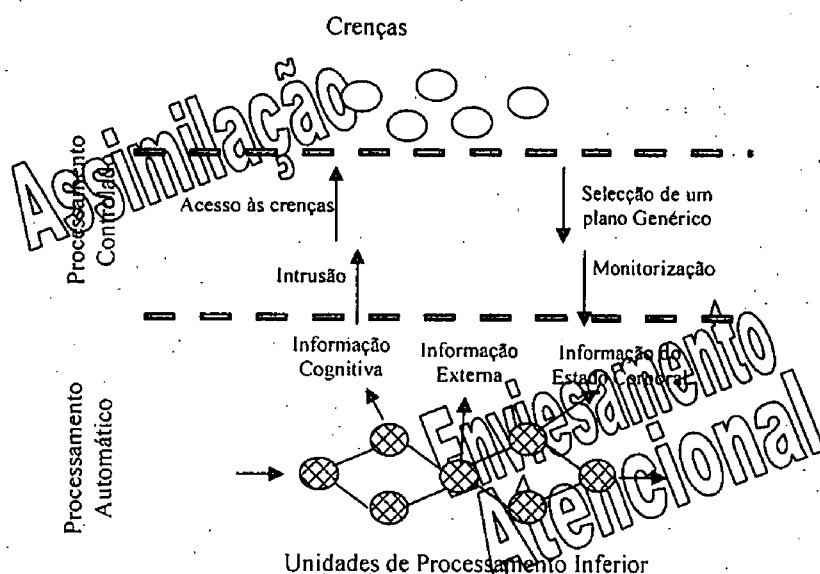 Crenças
Assimilação
Processamento
Controlado
Acesso às crenças
Selecção de um
plano Genérico
Intrusão
Monitorização
Informação
Cognitiva
Informação
Externa
Informação do
Estado Corporal
Enviesamento
Atencional
Processamento
Automático
Unidades de Processamento Inferior